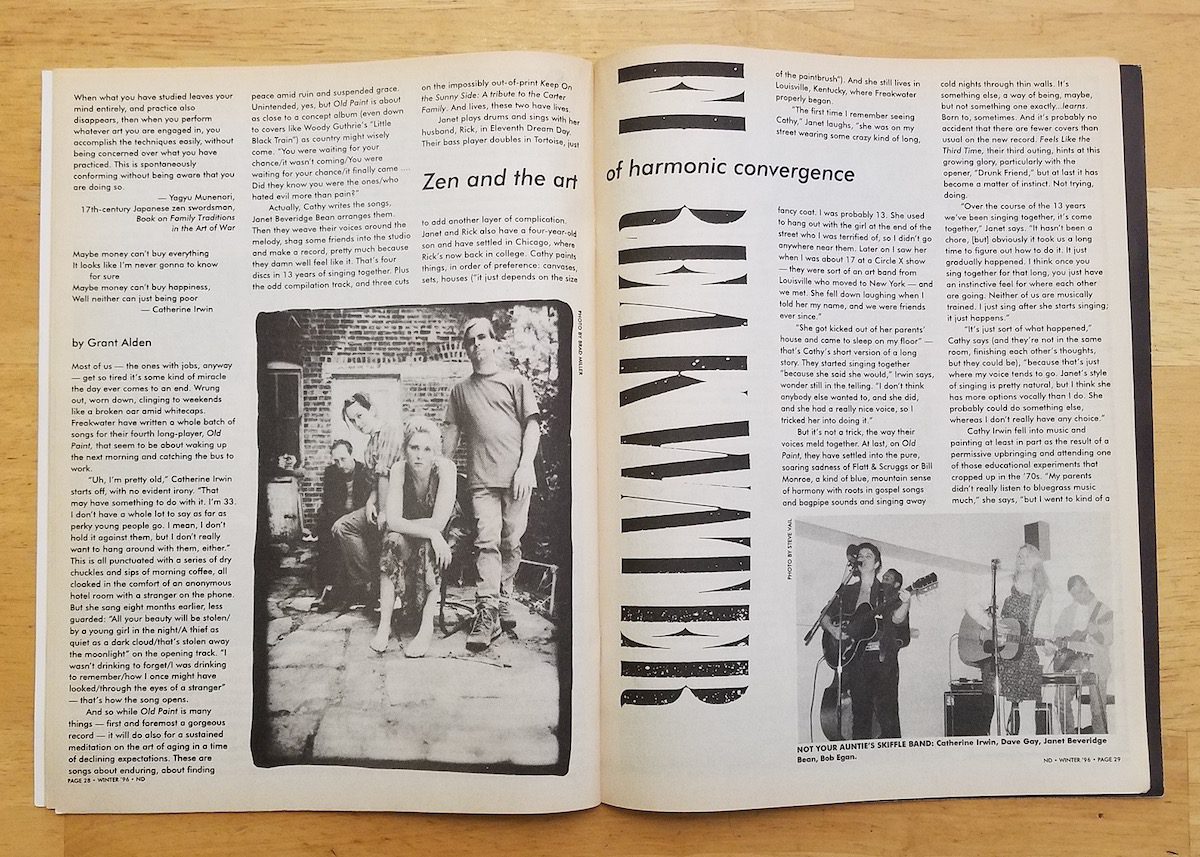 When what you have studied leaves your
mind entirely, and practice also
disappears, then when you perform
whatever art you are engaged in, you
accomplish the techniques easily, without
being concerned over what you have
practiced. This is spontaneously
conforming without being aware that you
are doing so.
— Yagyu Munenori,
17th-century Japanese zen swordsman,
Book on Family Traditions
in the Art of War
Maybe money can't buy everything
It looks like I'm never gonna to know
for sure
Maybe money can't buy happiness,
Well neither can just being poor
— Catherine Irwin
by Grant Alden
Most of us — the ones with jobs, anyway
— get so tired it's some kind of miracle
the day ever comes to an end. Wrung
out, worn down, clinging to weekends
like a broken oar amid whitecaps.
Freakwater have written a whole batch of
songs for their fourth long-player, Old
Paint, that seem to be about waking up
the next morning and catching the bus to
work.
"Uh, I'm pretty old," Catherine Irwin
starts off, with no evident irony. "That
may have something to do with it. I'm 33.
I don't have a whole lot to say as far as
perky young people go. I mean, I don't
hold it against them, but I don't really
want to hang around with them, either."
This is all punctuated with a series of dry
chuckles and sips of morning coffee, all
cloaked in the comfort of an anonymous
hotel room with a stranger on the phone.
But she sang eight months earlier, less
guarded: "All your beauty will be stolen/
by a young girl in the night/A thief as
quiet as a dark cloud/that's stolen away
the moonlight" on the opening track. "I
wasn't drinking to forget/I was drinking
to remember/how I once might have
looked/through the eyes of a stranger"
— that's how the song opens.
And so while Old Paint is many
things — first and foremost a gorgeous
record — it will do also for a sustained
meditation on the art of aging in a time
of declining expectations. These are
songs about enduring, about finding
PAGE 28 • WINTER '96 • ND
peace amid ruin and suspended grace.
Unintended, yes, but Old Paint is about
as close to a concept album (even down
to covers like Woody Guthrie's "Little
Black Train") as country might wisely
come. "You were waiting for your
chance/it wasn't coming/You were
waiting for your chance/it finally came ....
Did they know you were the ones/who
hated evil more than pain?"
Actually, Cathy writes the songs,
Janet Beveridge Bean arranges them.
Then they weave their voices around the
melody, shag some friends into the studio
and make a record, pretty much because
they damn well feel like it. That's four
discs in 13 years of singing together. Plus
the odd compilation track, and three cuts
on the impossibly out-of-print Keep On
the Sunny Side: A tribute to the Carter
Family. And lives, these two have lives.
Janet plays drums and sings with her
husband, Rick, in Eleventh Dream Day.
Their bass player doubles in Tortoise, just
Zen and the art of harmonic convergence
to add another layer of complication.
Janet and Rick also have a four-year-old
son and have settled in Chicago, where
Rick's now back in college. Cathy paints
things, in order of preference: canvases,
sets, houses ("it just depends on the size
PHOTO BY BRAD MILLER
FREAKWATER
of the paintbrush"). And she still lives in
Louisville, Kentucky, where Freakwater
properly began.
"The first time I remember seeing
Cathy," Janet laughs, "she was on my
street wearing some crazy kind of long,
fancy coat. I was probably 13. She used
to hang out with the girl at the end of the
street who I was terrified of, so I didn't go
anywhere near them. Later on I saw her
when I was about 17 at a Circle X show
— they were sort of an art band from
Louisville who moved to New York — and
we met. She fell down laughing when I
told her my name, and we were friends
ever since."
"She got kicked out of her parents'
house and came to sleep on my floor" —
that's Cathy's short version of a long
story. They started singing together
"because she said she would," Irwin says,
wonder still in the telling. "I don't think
anybody else wanted to, and she did,
and she had a really nice voice, so I
tricked her into doing it."
But it's not a trick, the way their
voices meld together. At last, on Old
Paint, they have settled into the pure,
soaring sadness of Flatt & Scruggs or Bill
Monroe, a kind of blue, mountain sense
of harmony with roots in gospel songs
and bagpipe sounds and singing away
cold nights through thin walls. It's
something else, a way of being, maybe,
but not something one exactly...learns.
Born to, sometimes. And it's probably no
accident that there are fewer covers than
usual on the new record. Feels Like the
Third Time, their third outing, hints at this
growing glory, particularly with the
opener, "Drunk Friend," but at last it has
become a matter of instinct. Not trying,
doing.
"Over the course of the 13 years
we've been singing together, it's come
together," Janet says. "It hasn't been a
chore, [but] obviously it took us a long
time to figure out how to do it. It just
gradually happened. I think once you
sing together for that long, you just have
an instinctive feel for where each other
are going. Neither of us are musically
trained. I just sing after she starts singing;
it just happens."
"It's just sort of what happened,"
Cathy says (and they're not in the same
room, finishing each other's thoughts,
but they could be), "because that's just
where my voice tends to go. Janet's style
of singing is pretty natural, but I think she
has more options vocally than I do. She
probably could do something else,
whereas I don't really have any choice."
Cathy Irwin fell into music and
painting at least in part as the result of a
permissive upbringing and attending one
of those educational experiments that
cropped up in the '70s. "My parents
didn't really listen to bluegrass music
much," she says, "but I went to kind of a
PHOTO BY STEVE VAIL
NOT YOUR AUNTIE'S SKIFFLE BAND: Catherine Irwin, Dave Gay, Janet Beveridge
Bean, Bob Egan.
ND • WINTER '96 • PAGE 29